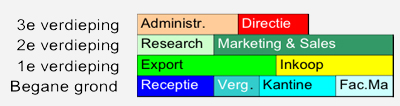 3e verdieping Administr. Directie
2e verdieping Research Marketing & Sales
1e verdieping Export Inkoop
Begane grond Receptie Verg. Kantine Fac.Ma